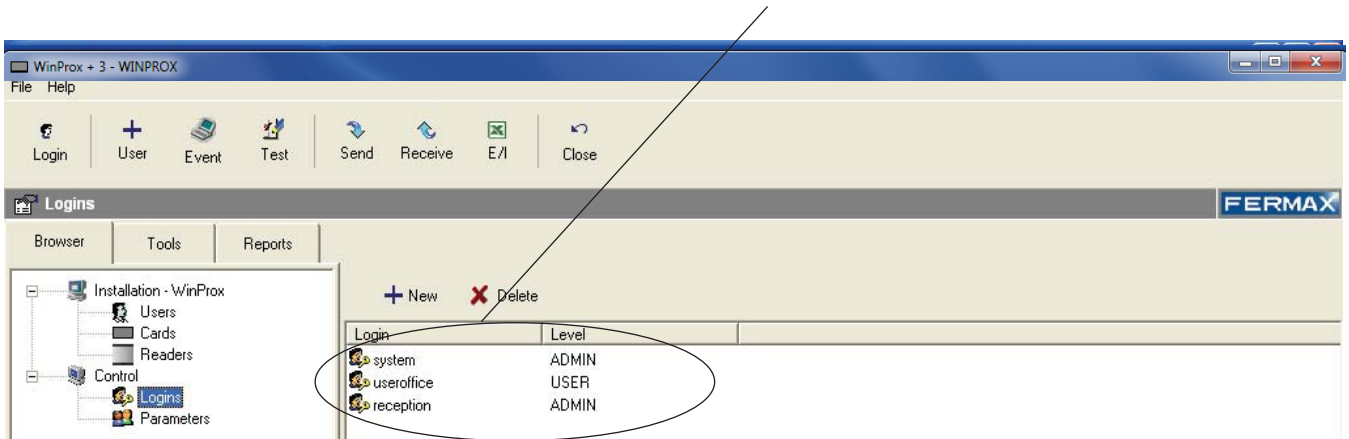 WinProx + 3 - WINPROX
File Help
Login User Event Test Send Receive E/I Close
Logins FERMAX
Browser Tools Reports
Installation - WinProx
Users
Cards
Readers
Control
Logins
Parameters
New Delete
Login Level
system ADMIN
useroffice USER
reception ADMIN